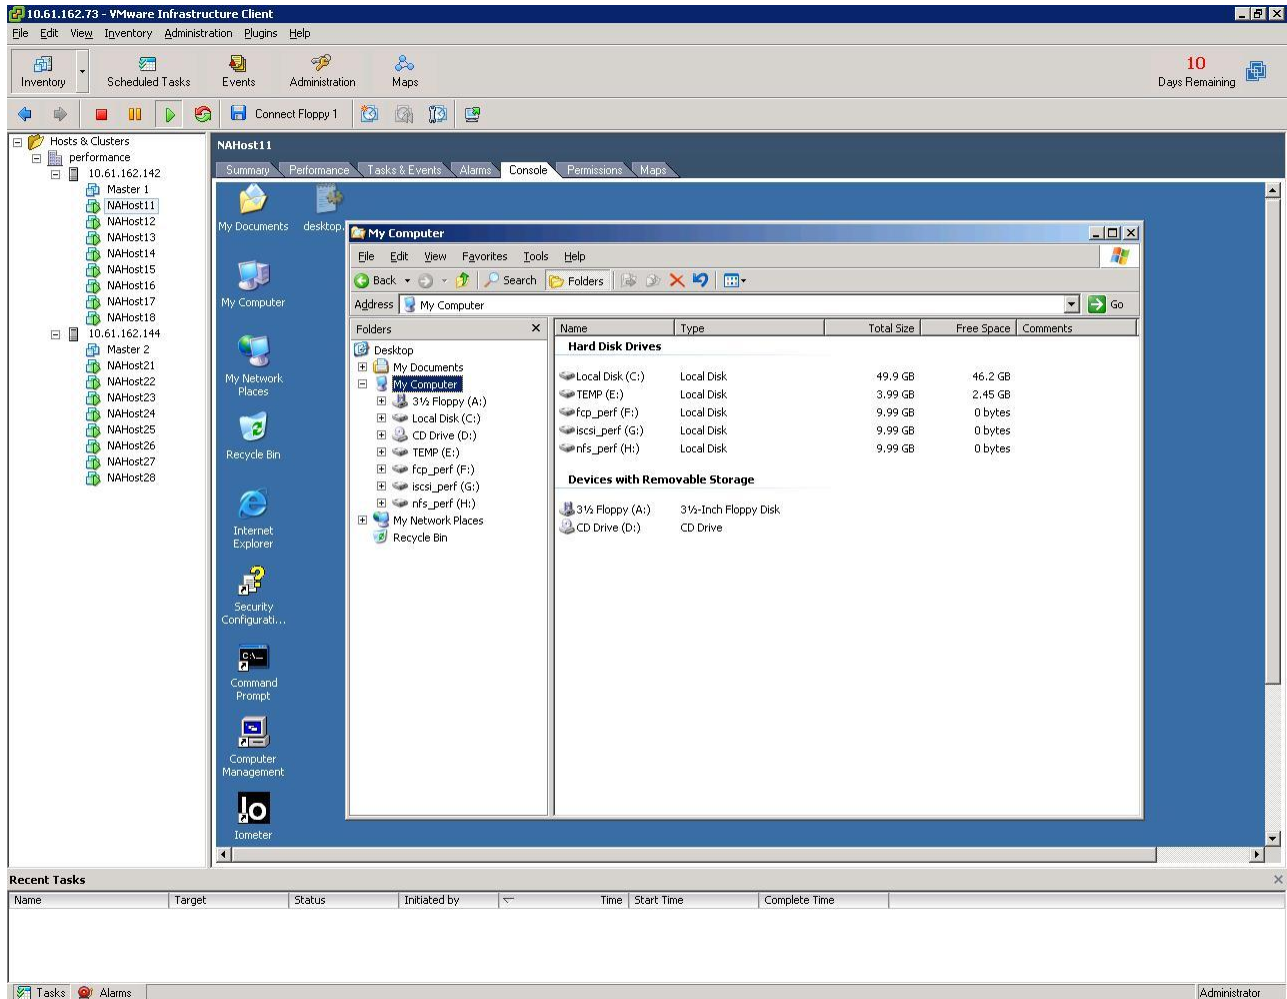 10.61.162.73 - VMware Infrastructure Client
File Edit View Inventory Administration Plugins Help
Inventory Scheduled Tasks Events Administration Maps
10
Days Remaining
Connect Floppy 1
Hosts & Clusters
performance
10.61.162.142
Master 1
NAHost11
NAHost12
NAHost13
NAHost14
NAHost15
NAHost16
NAHost17
NAHost18
10.61.162.144
Master 2
NAHost21
NAHost22
NAHost23
NAHost24
NAHost25
NAHost26
NAHost27
NAHost28
NAHost11
Summary Performance Tasks & Events Alarms Console Permissions Maps
My Documents
desktop.
My Computer
My Network
Places
Recycle Bin
Internet
Explorer
Security
Configurati...
C:\_
Command
Prompt
Computer
Management
Io
Iometer
My Computer
File Edit View Favorites Tools Help
Back Search Folders
Address My Computer Go
Folders x
Desktop
My Documents
My Computer
3½ Floppy (A:)
Local Disk (C:)
CD Drive (D:)
TEMP (E:)
fcp_perf (F:)
iscsi_perf (G:)
nfs_perf (H:)
My Network Places
Recycle Bin
Name Type Total Size Free Space Comments
Hard Disk Drives
Local Disk (C:) Local Disk 49.9 GB 46.2 GB
TEMP (E:) Local Disk 3.99 GB 2.45 GB
fcp_perf (F:) Local Disk 9.99 GB 0 bytes
iscsi_perf (G:) Local Disk 9.99 GB 0 bytes
nfs_perf (H:) Local Disk 9.99 GB 0 bytes
Devices with Removable Storage
3½ Floppy (A:) 3½-Inch Floppy Disk
CD Drive (D:) CD Drive
Recent Tasks
Name Target Status Initiated by Time Start Time Complete Time
Tasks Alarms
Administrator